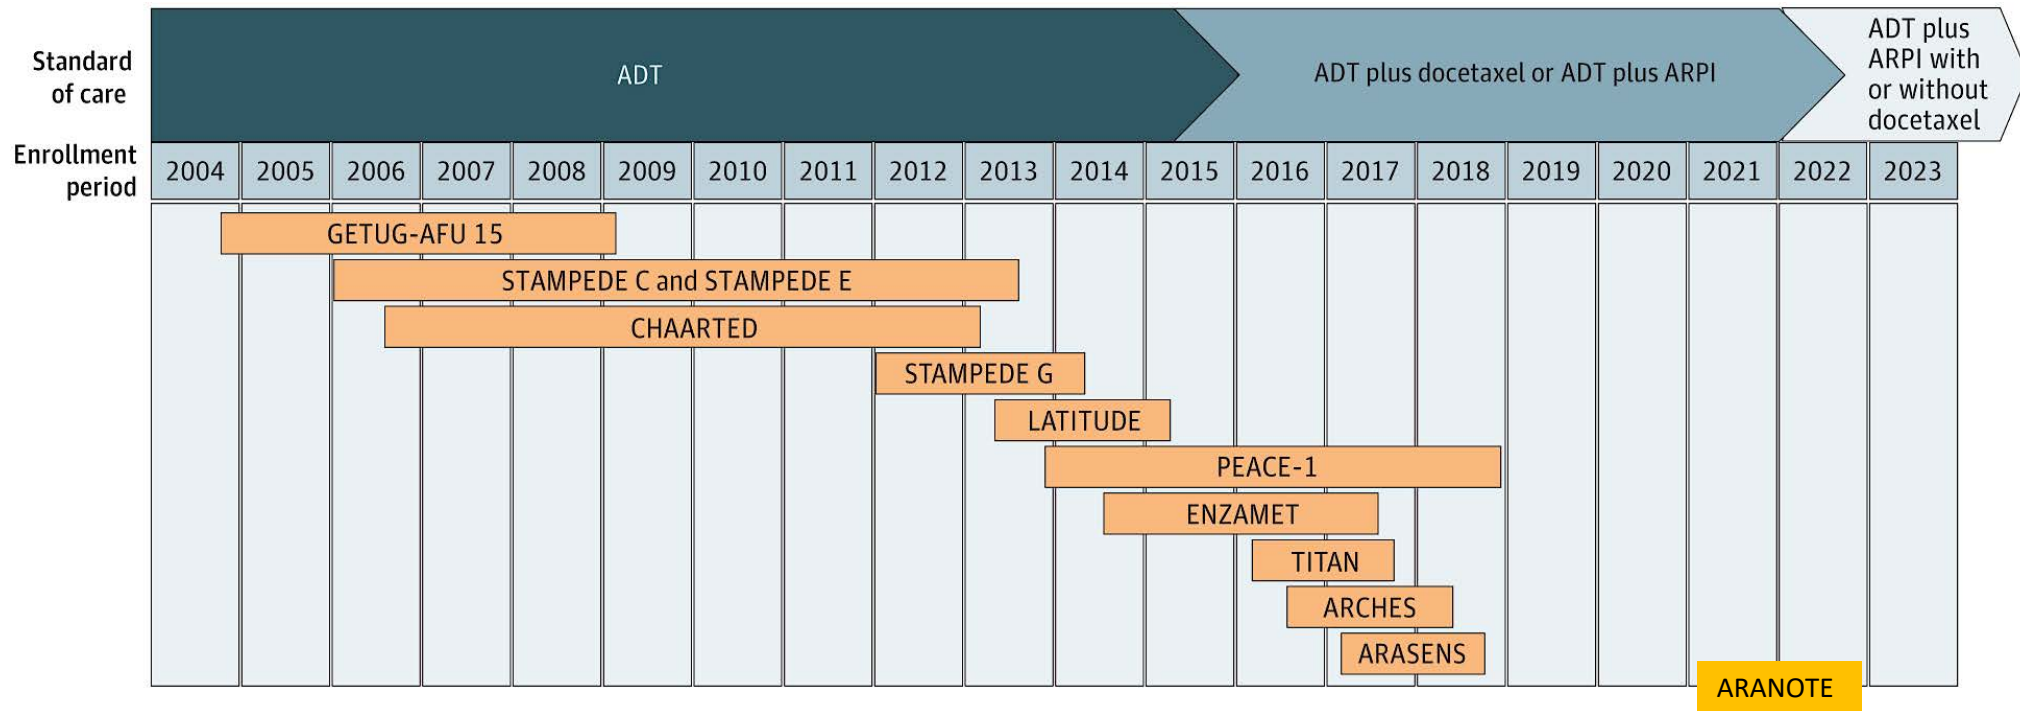 Standard
of care
ADT
ADT plus docetaxel or ADT plus ARPI
ADT plus
ARPI with
or without
docetaxel
Enrollment
period
2004 2005 2006 2007 2008 2009 2010 2011 2012 2013 2014 2015 2016 2017 2018 2019 2020 2021 2022 2023
GETUG-AFU 15
STAMPEDE C and STAMPEDE E
CHAARTED
STAMPEDE G
LATITUDE
PEACE-1
ENZAMET
TITAN
ARCHES
ARASENS
ARANOTE